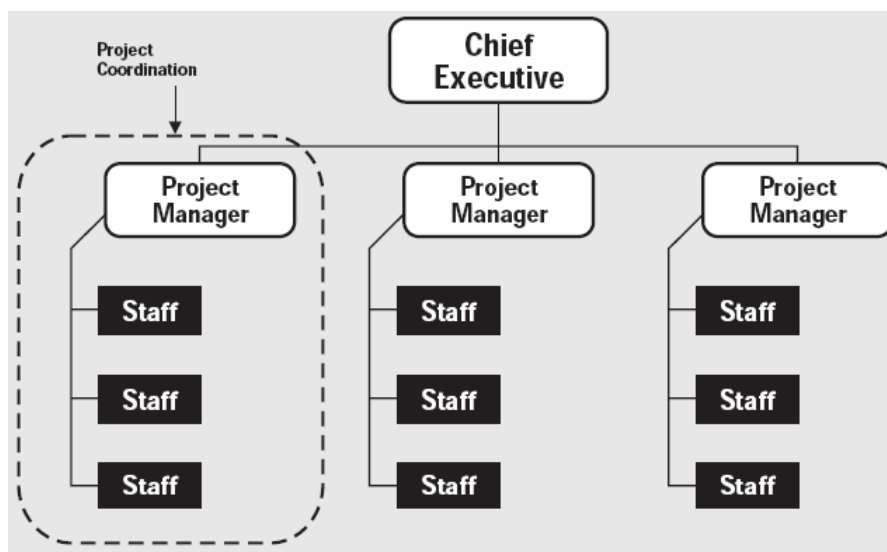 Project
Coordination
Chief
Executive
Project
Manager
Project
Manager
Project
Manager
Staff
Staff
Staff
Staff
Staff
Staff
Staff
Staff
Staff